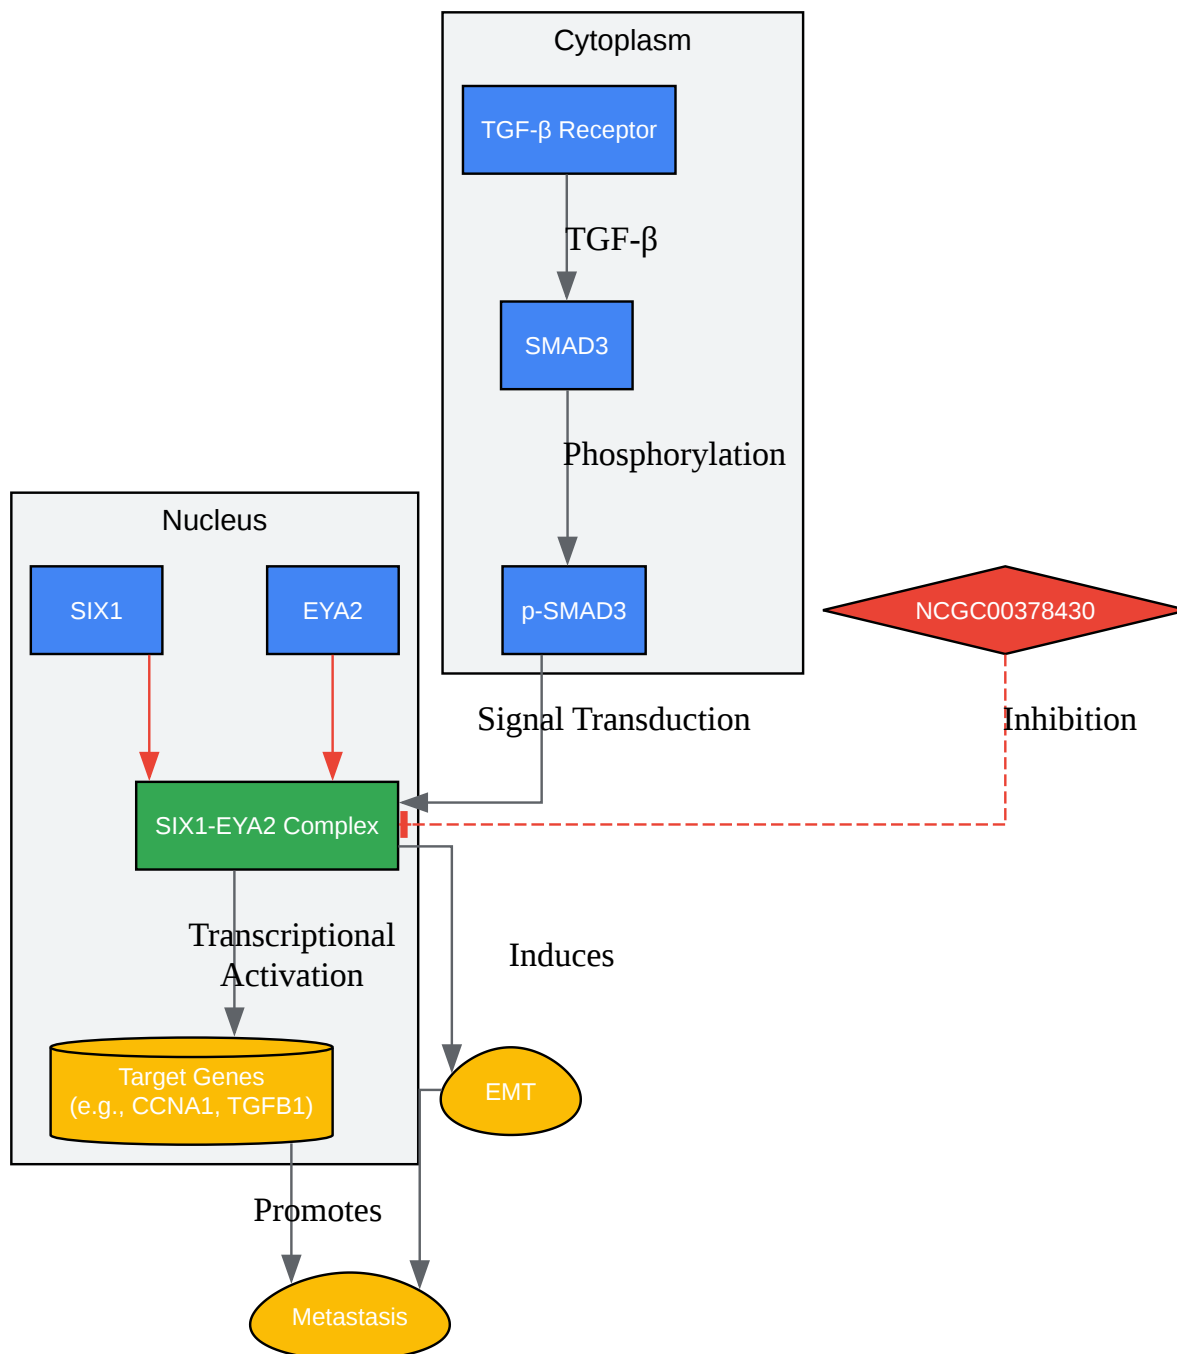 Cytoplasm
TGF-β Receptor
TGF-β
SMAD3
Phosphorylation
Nucleus
SIX1
EYA2
p-SMAD3
NCGC00378430
Signal Transduction
Inhibition
SIX1-EYA2 Complex
Transcriptional
Activation
Induces
Target Genes
(e.g., CCNA1, TGFB1)
EMT
Promotes
Metastasis